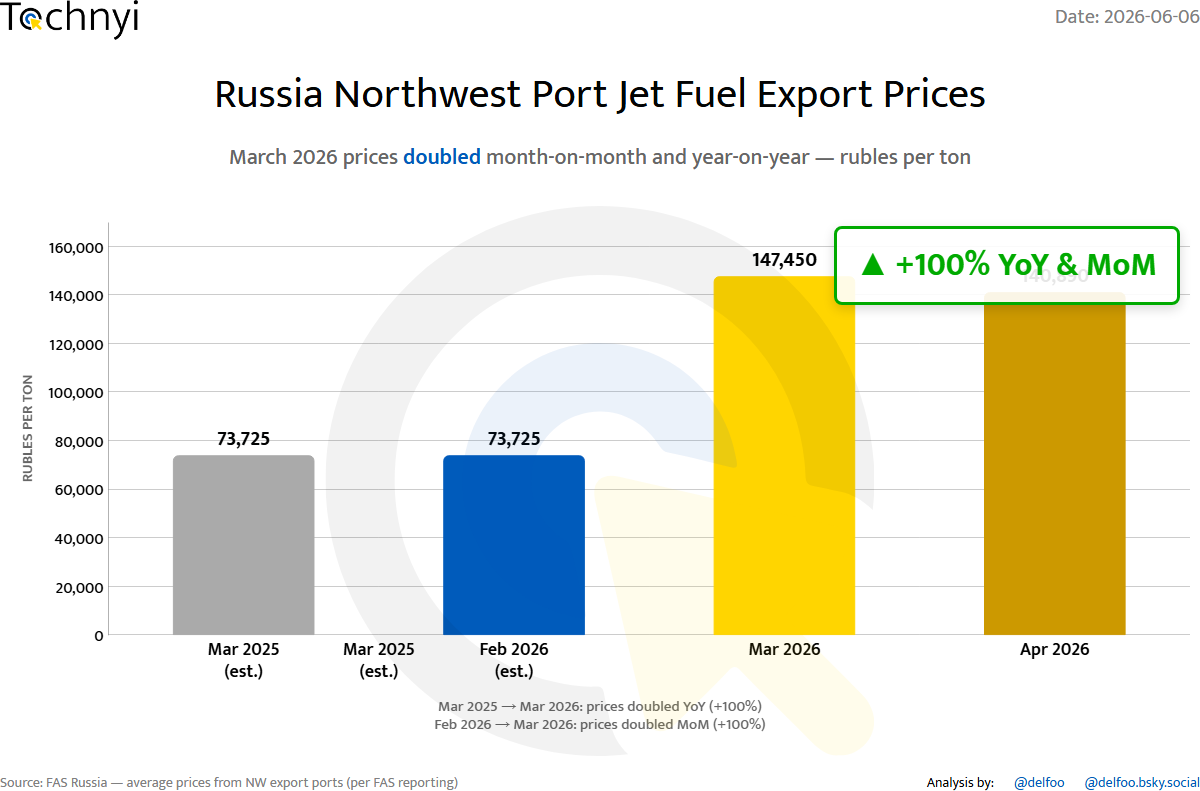 Tochnyi
Date: 2026-06-06
Russia Northwest Port Jet Fuel Export Prices
March 2026 prices doubled month-on-month and year-on-year — rubles per ton
▲ +100% YoY & MoM
RUBLES PER TON
160,000
140,000
120,000
100,000
80,000
60,000
40,000
20,000
0
73,725
73,725
147,450
Mar 2025
(est.)
Mar 2025
(est.)
Feb 2026
(est.)
Mar 2026
Apr 2026
Mar 2025 → Mar 2026: prices doubled YoY (+100%)
Feb 2026 → Mar 2026: prices doubled MoM (+100%)
Source: FAS Russia — average prices from NW export ports (per FAS reporting)
Analysis by: @delfoo @delfoo.bsky.social